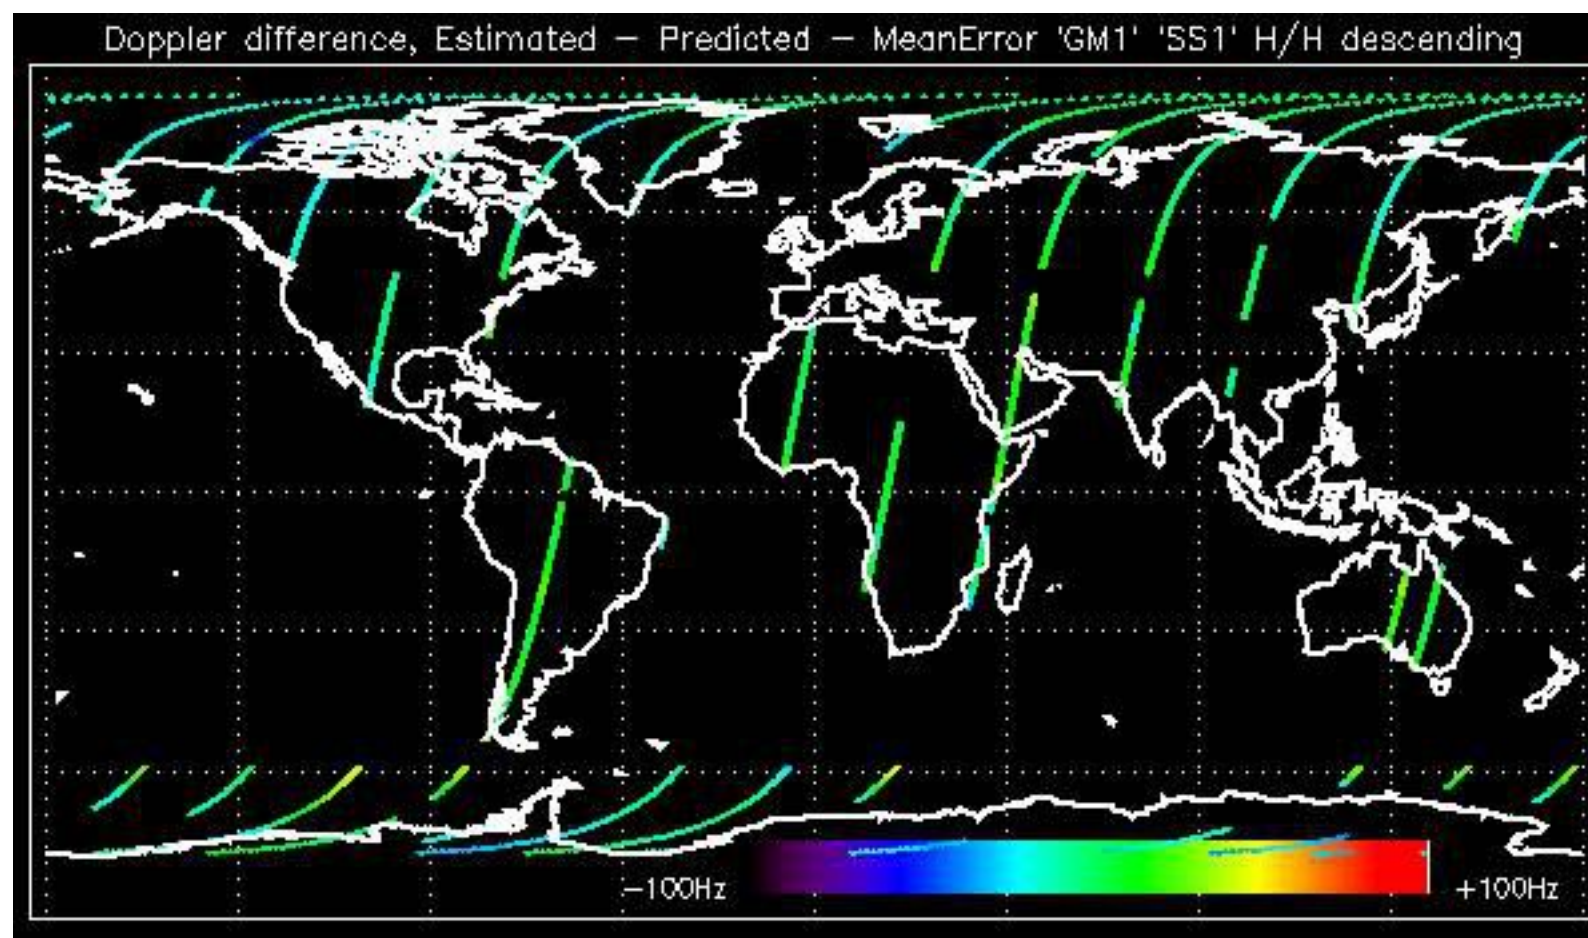 Doppler difference, Estimated – Predicted – MeanError 'GM1' 'SS1' H/H descending
–100Hz +100Hz